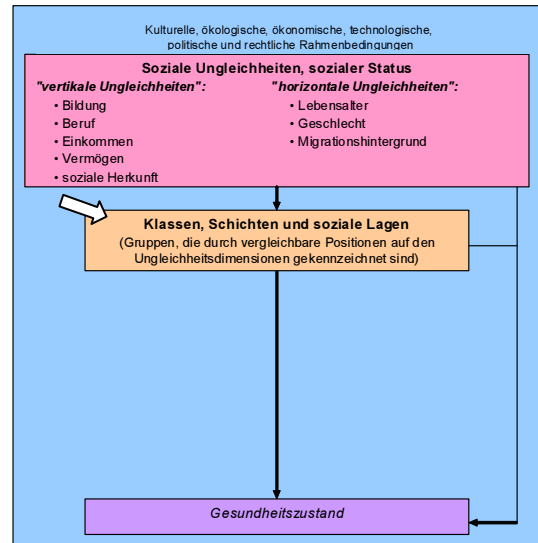 Kulturelle, ökologische, ökonomische, technologische,
politische und rechtliche Rahmenbedingungen
Soziale Ungleichheiten, sozialer Status
"vertikale Ungleichheiten":
• Bildung
• Beruf
• Einkommen
• Vermögen
• soziale Herkunft
"horizontale Ungleichheiten":
• Lebensalter
• Geschlecht
• Migrationshintergrund
Klassen, Schichten und soziale Lagen
(Gruppen, die durch vergleichbare Positionen auf den
Ungleichheitsdimensionen gekennzeichnet sind)
Gesundheitszustand